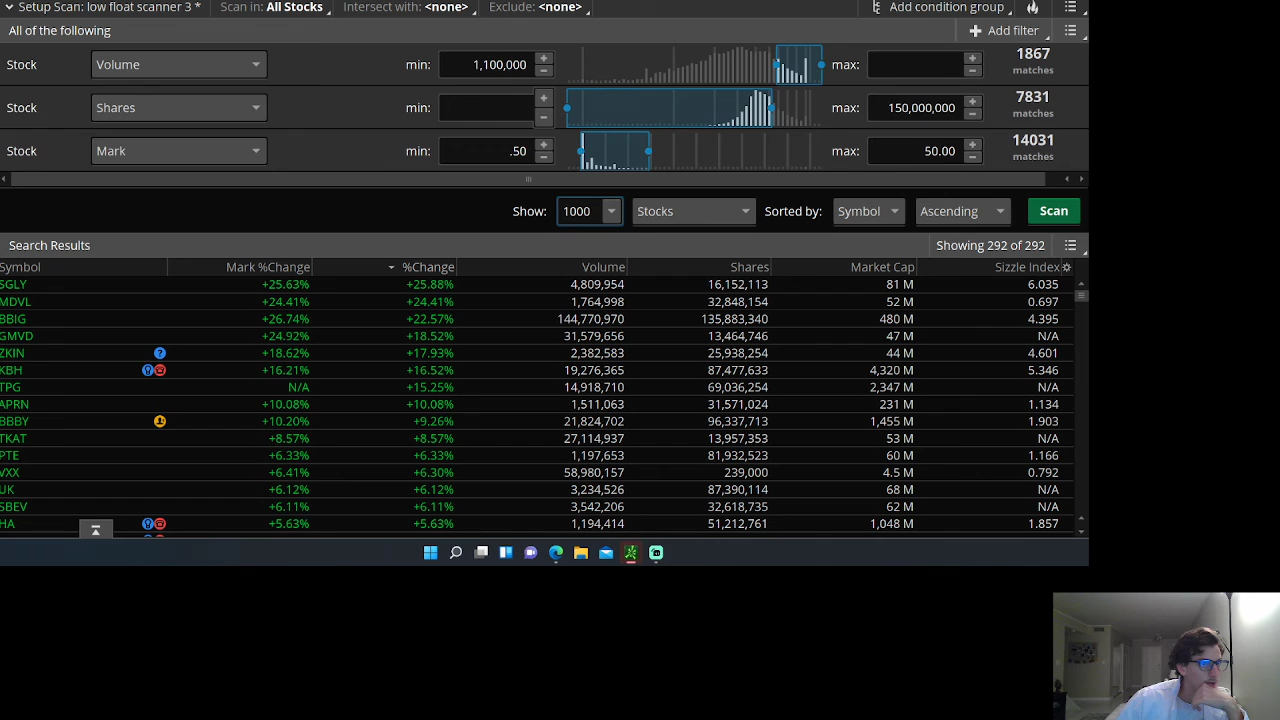 Setup Scan: low float scanner 3 * Scan in: All Stocks Intersect with: <none> Exclude: <none> Add condition group
All of the following Add filter
Stock Volume min: 1,100,000 max: 1867 matches
Stock Shares min: max: 150,000,000 7831 matches
Stock Mark min: .50 max: 50.00 14031 matches
Show: 1000 Stocks Sorted by: Symbol Ascending Scan
Search Results Showing 292 of 292
Symbol Mark %Change %Change Volume Shares Market Cap Sizzle Index
SGLY +25.63% +25.88% 4,809,954 16,152,113 81 M 6.035
MDVL +24.41% +24.41% 1,764,998 32,848,154 52 M 0.697
BBIG +26.74% +22.57% 144,770,970 135,883,340 480 M 4.395
GMVD +24.92% +18.52% 31,579,656 13,464,746 47 M N/A
ZKIN ? +18.62% +17.93% 2,382,583 25,938,254 44 M 4.601
KBH +16.21% +16.52% 19,276,365 87,477,633 4,320 M 5.346
TPG N/A +15.25% 14,918,710 69,036,254 2,347 M N/A
APRN +10.08% +10.08% 1,511,063 31,571,024 231 M 1.134
BBBY +10.20% +9.26% 21,824,702 96,337,713 1,455 M 1.903
TKAT +8.57% +8.57% 27,114,937 13,957,353 53 M N/A
PTE +6.33% +6.33% 1,197,653 81,932,523 60 M 1.166
VXX +6.41% +6.30% 58,980,157 239,000 4.5 M 0.792
UK +6.12% +6.12% 3,234,526 87,390,114 68 M N/A
SBEV +6.11% +6.11% 3,542,206 32,618,735 62 M N/A
HA +5.63% +5.63% 1,194,414 51,212,761 1,048 M 1.857